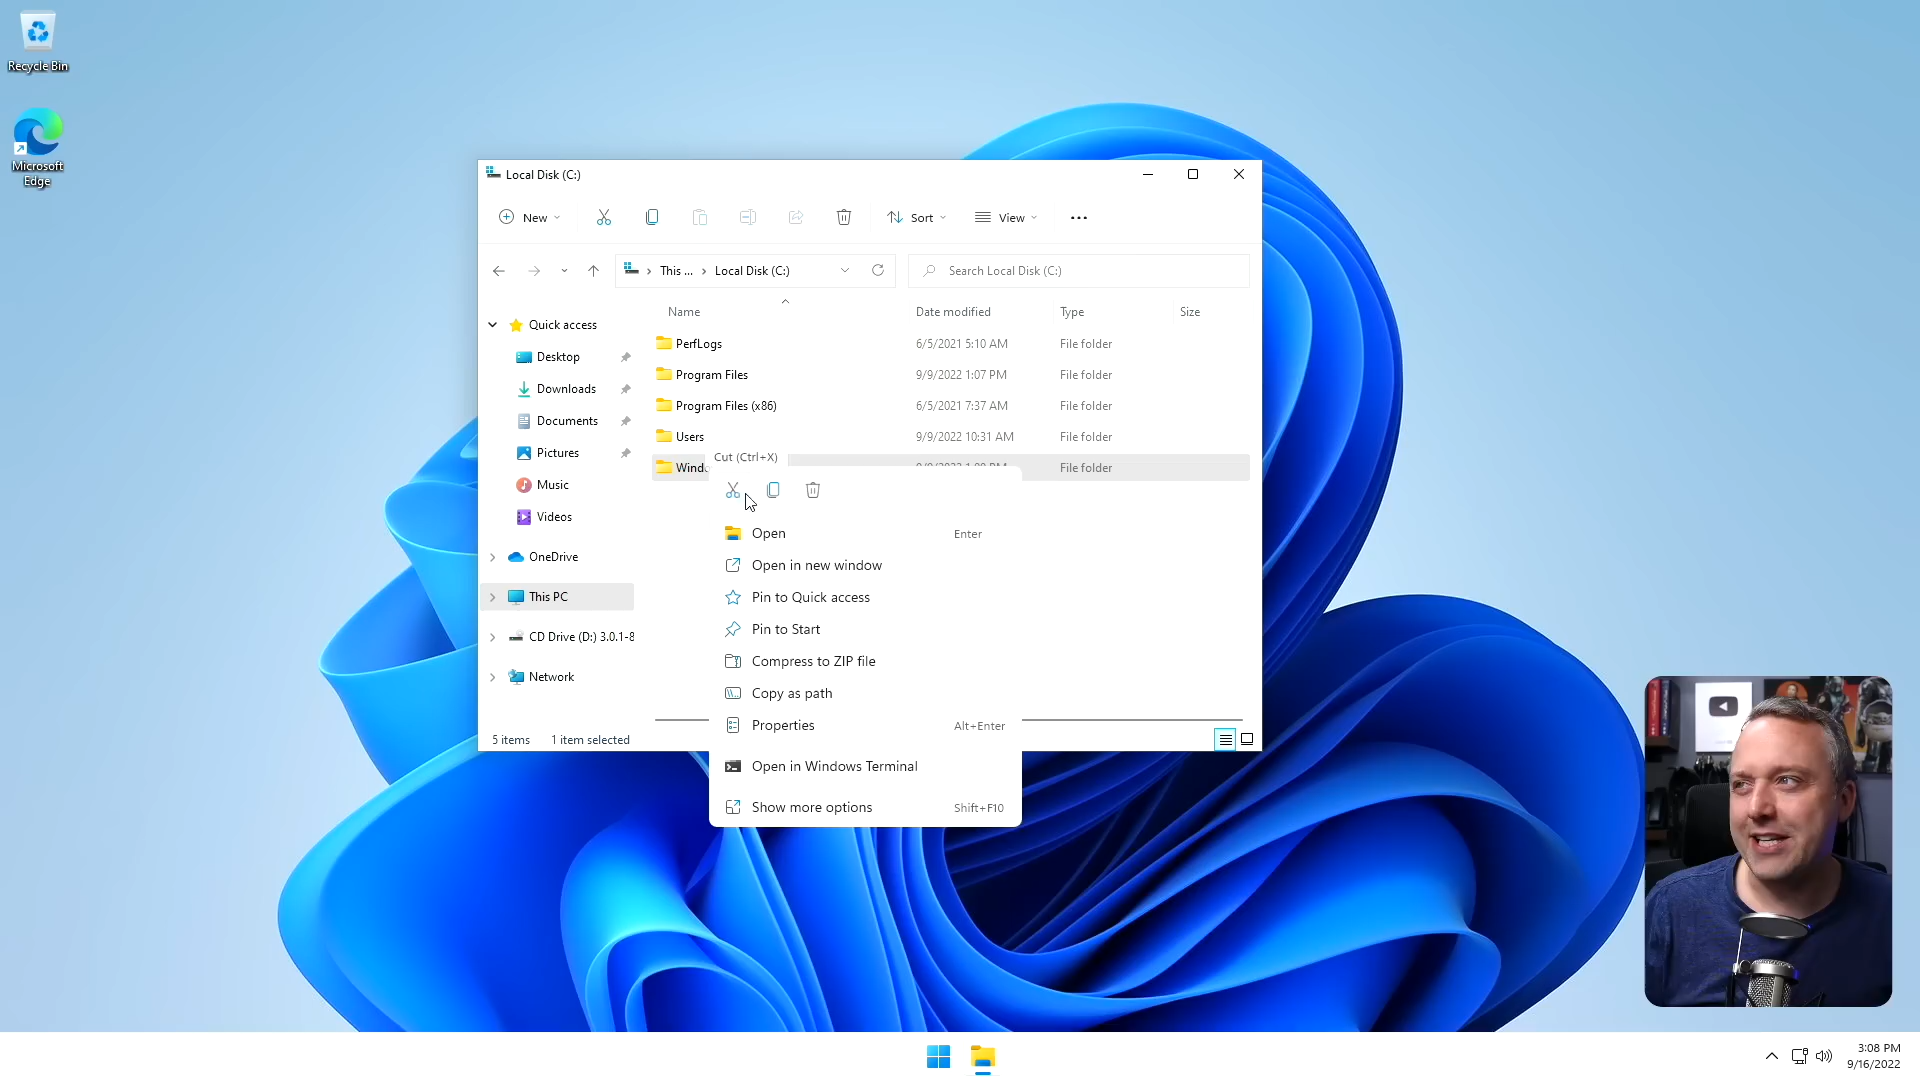 Recycle Bin
Microsoft
Edge
Local Disk (C:)
New
Sort
View
This ...
Local Disk (C:)
Search Local Disk (C:)
Name
Date modified
Type
Size
Quick access
Desktop
Downloads
Documents
Pictures
Music
Videos
OneDrive
This PC
CD Drive (D:) 3.0.1-8
Network
PerfLogs 6/5/2021 5:10 AM File folder
Program Files 9/9/2022 1:07 PM File folder
Program Files (x86) 6/5/2021 7:37 AM File folder
Users 9/9/2022 10:31 AM File folder
File folder
Cut (Ctrl+X)
Open Enter
Open in new window
Pin to Quick access
Pin to Start
Compress to ZIP file
Copy as path
Properties Alt+Enter
Open in Windows Terminal
Show more options Shift+F10
5 items 1 item selected
3:08 PM
9/16/2022